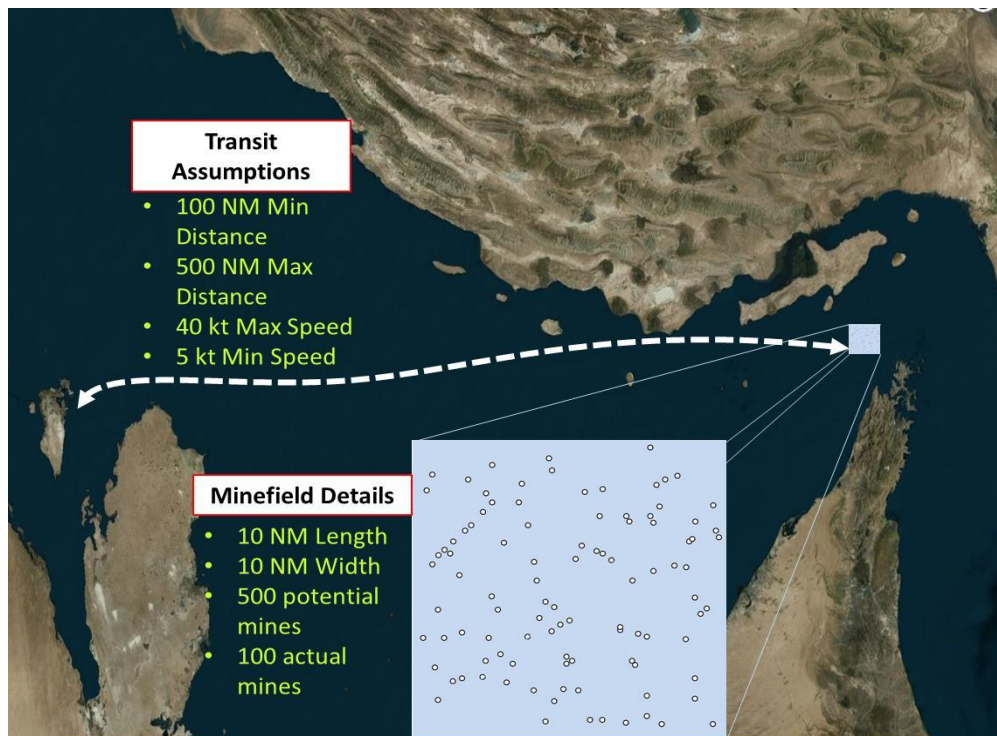 Transit
Assumptions
• 100 NM Min
Distance
• 500 NM Max
Distance
• 40 kt Max Speed
• 5 kt Min Speed
Minefield Details
• 10 NM Length
• 10 NM Width
• 500 potential
mines
• 100 actual
mines